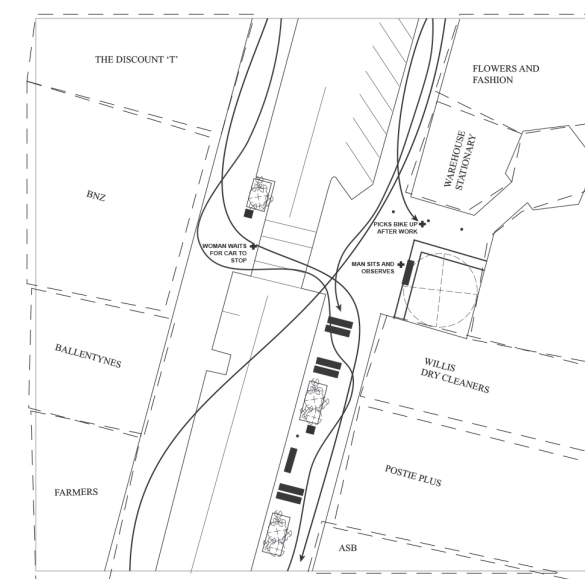 THE DISCOUNT 'T'
FLOWERS AND
FASHION
WAREHOUSE
STATIONARY
BNZ
PICKS BIKE UP
AFTER WORK
WOMAN WAITS
FOR CAR TO
STOP
MAN SITS AND
OBSERVES
BALLENTYNES
WILLIS
DRY CLEANERS
FARMERS
POSTIE PLUS
ASB